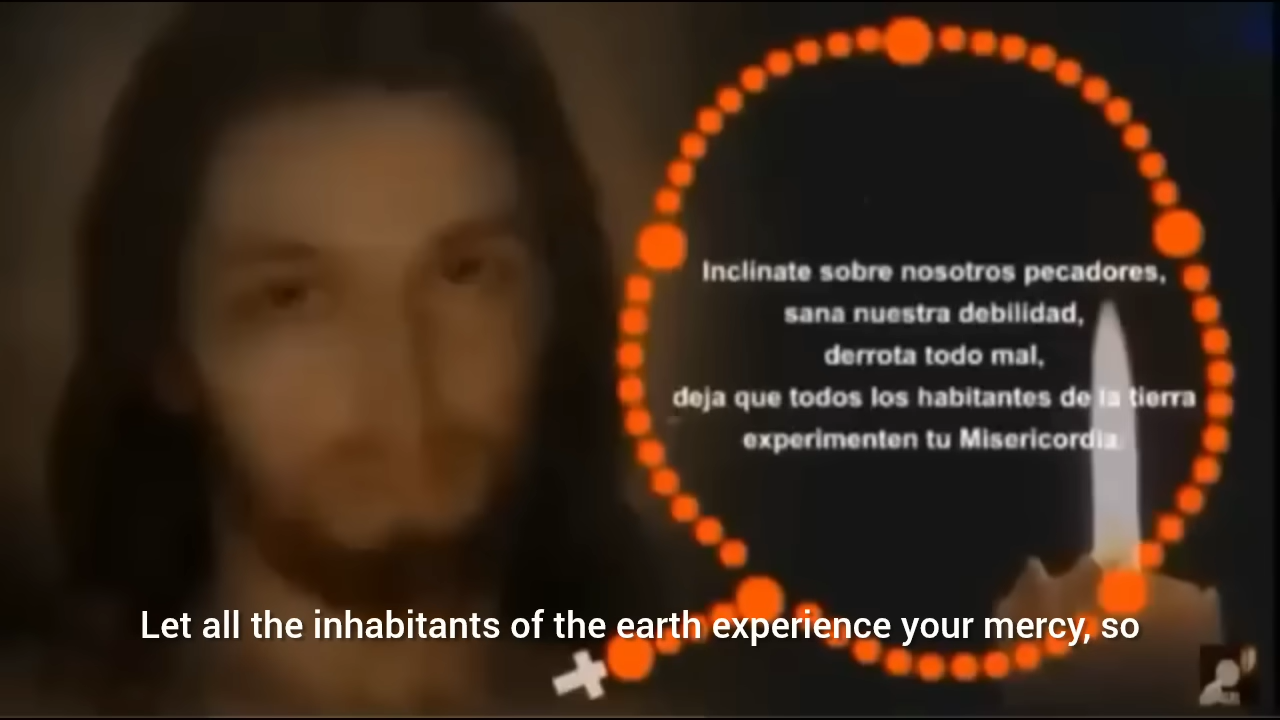 Inclínate sobre nosotros pecadores,
sana nuestra debilidad,
derrota todo mal,
deja que todos los habitantes de la tierra
experimenten tu Misericordia.
Let all the inhabitants of the earth experience your mercy, so